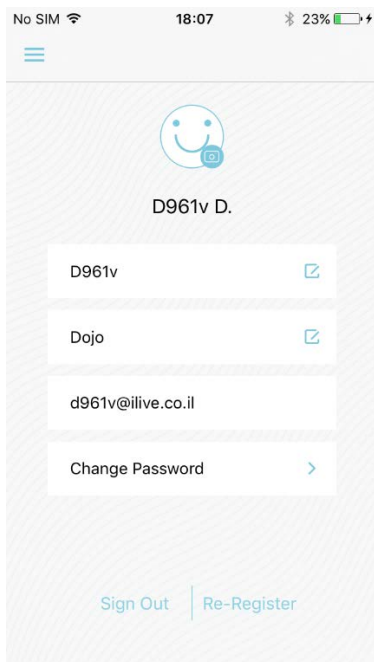 No SIM 18:07 23%
D961v D.
D961v
Dojo
d961v@ilive.co.il
Change Password
Sign Out Re-Register